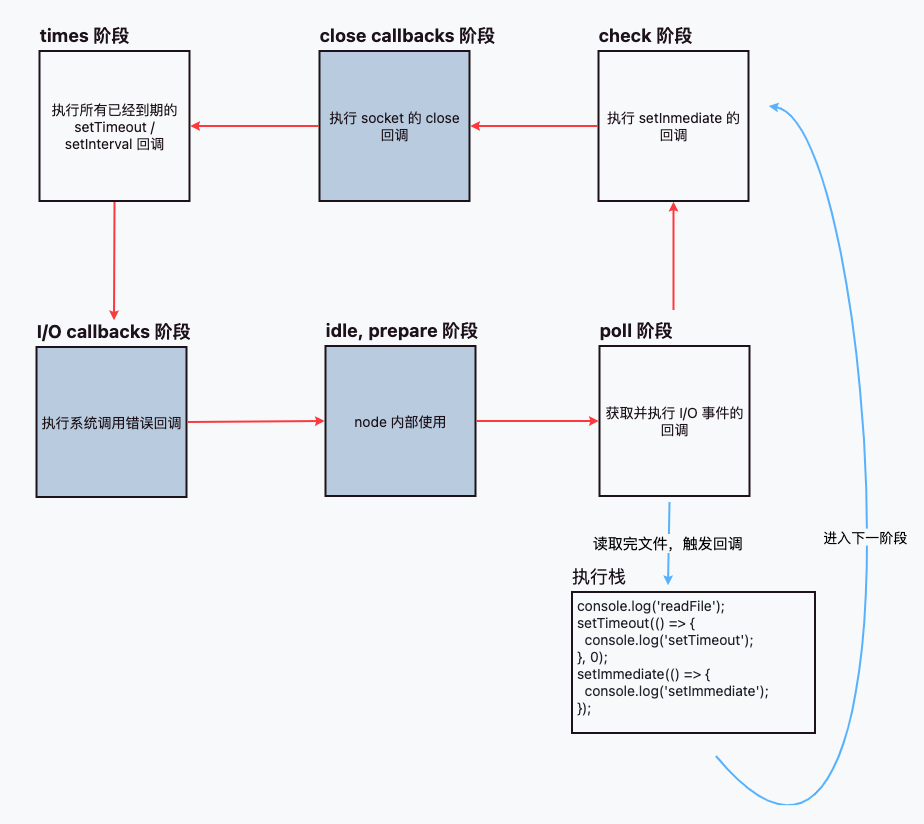 times 阶段
执行所有已经到期的
setTimeout /
setInterval 回调
close callbacks 阶段
执行 socket 的 close
回调
check 阶段
执行 setInmediate 的
回调
I/O callbacks 阶段
执行系统调用错误回调
idle, prepare 阶段
node 内部使用
poll 阶段
获取并执行 I/O 事件的
回调
读取完文件，触发回调
进入下一阶段
执行栈
console.log('readFile');
setTimeout(() => {
  console.log('setTimeout');
}, 0);
setImmediate(() => {
  console.log('setImmediate');
});